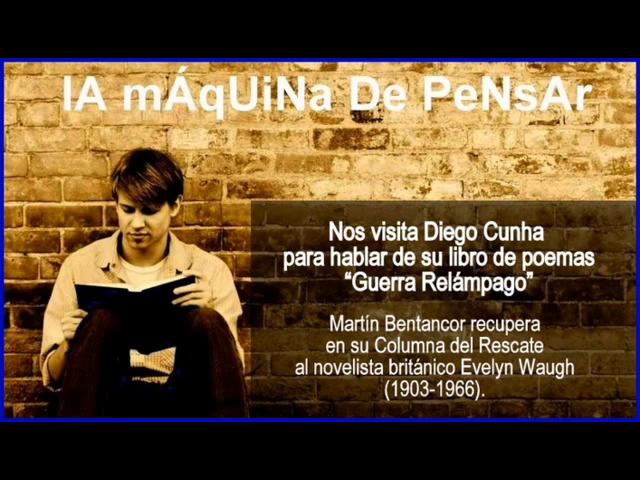 lA mÁqUiNa De PeNsAr
Nos visita Diego Cunha
para hablar de su libro de poemas
“Guerra Relámpago”
Martín Bentancor recupera
en su Columna del Rescate
al novelista británico Evelyn Waugh
(1903-1966).